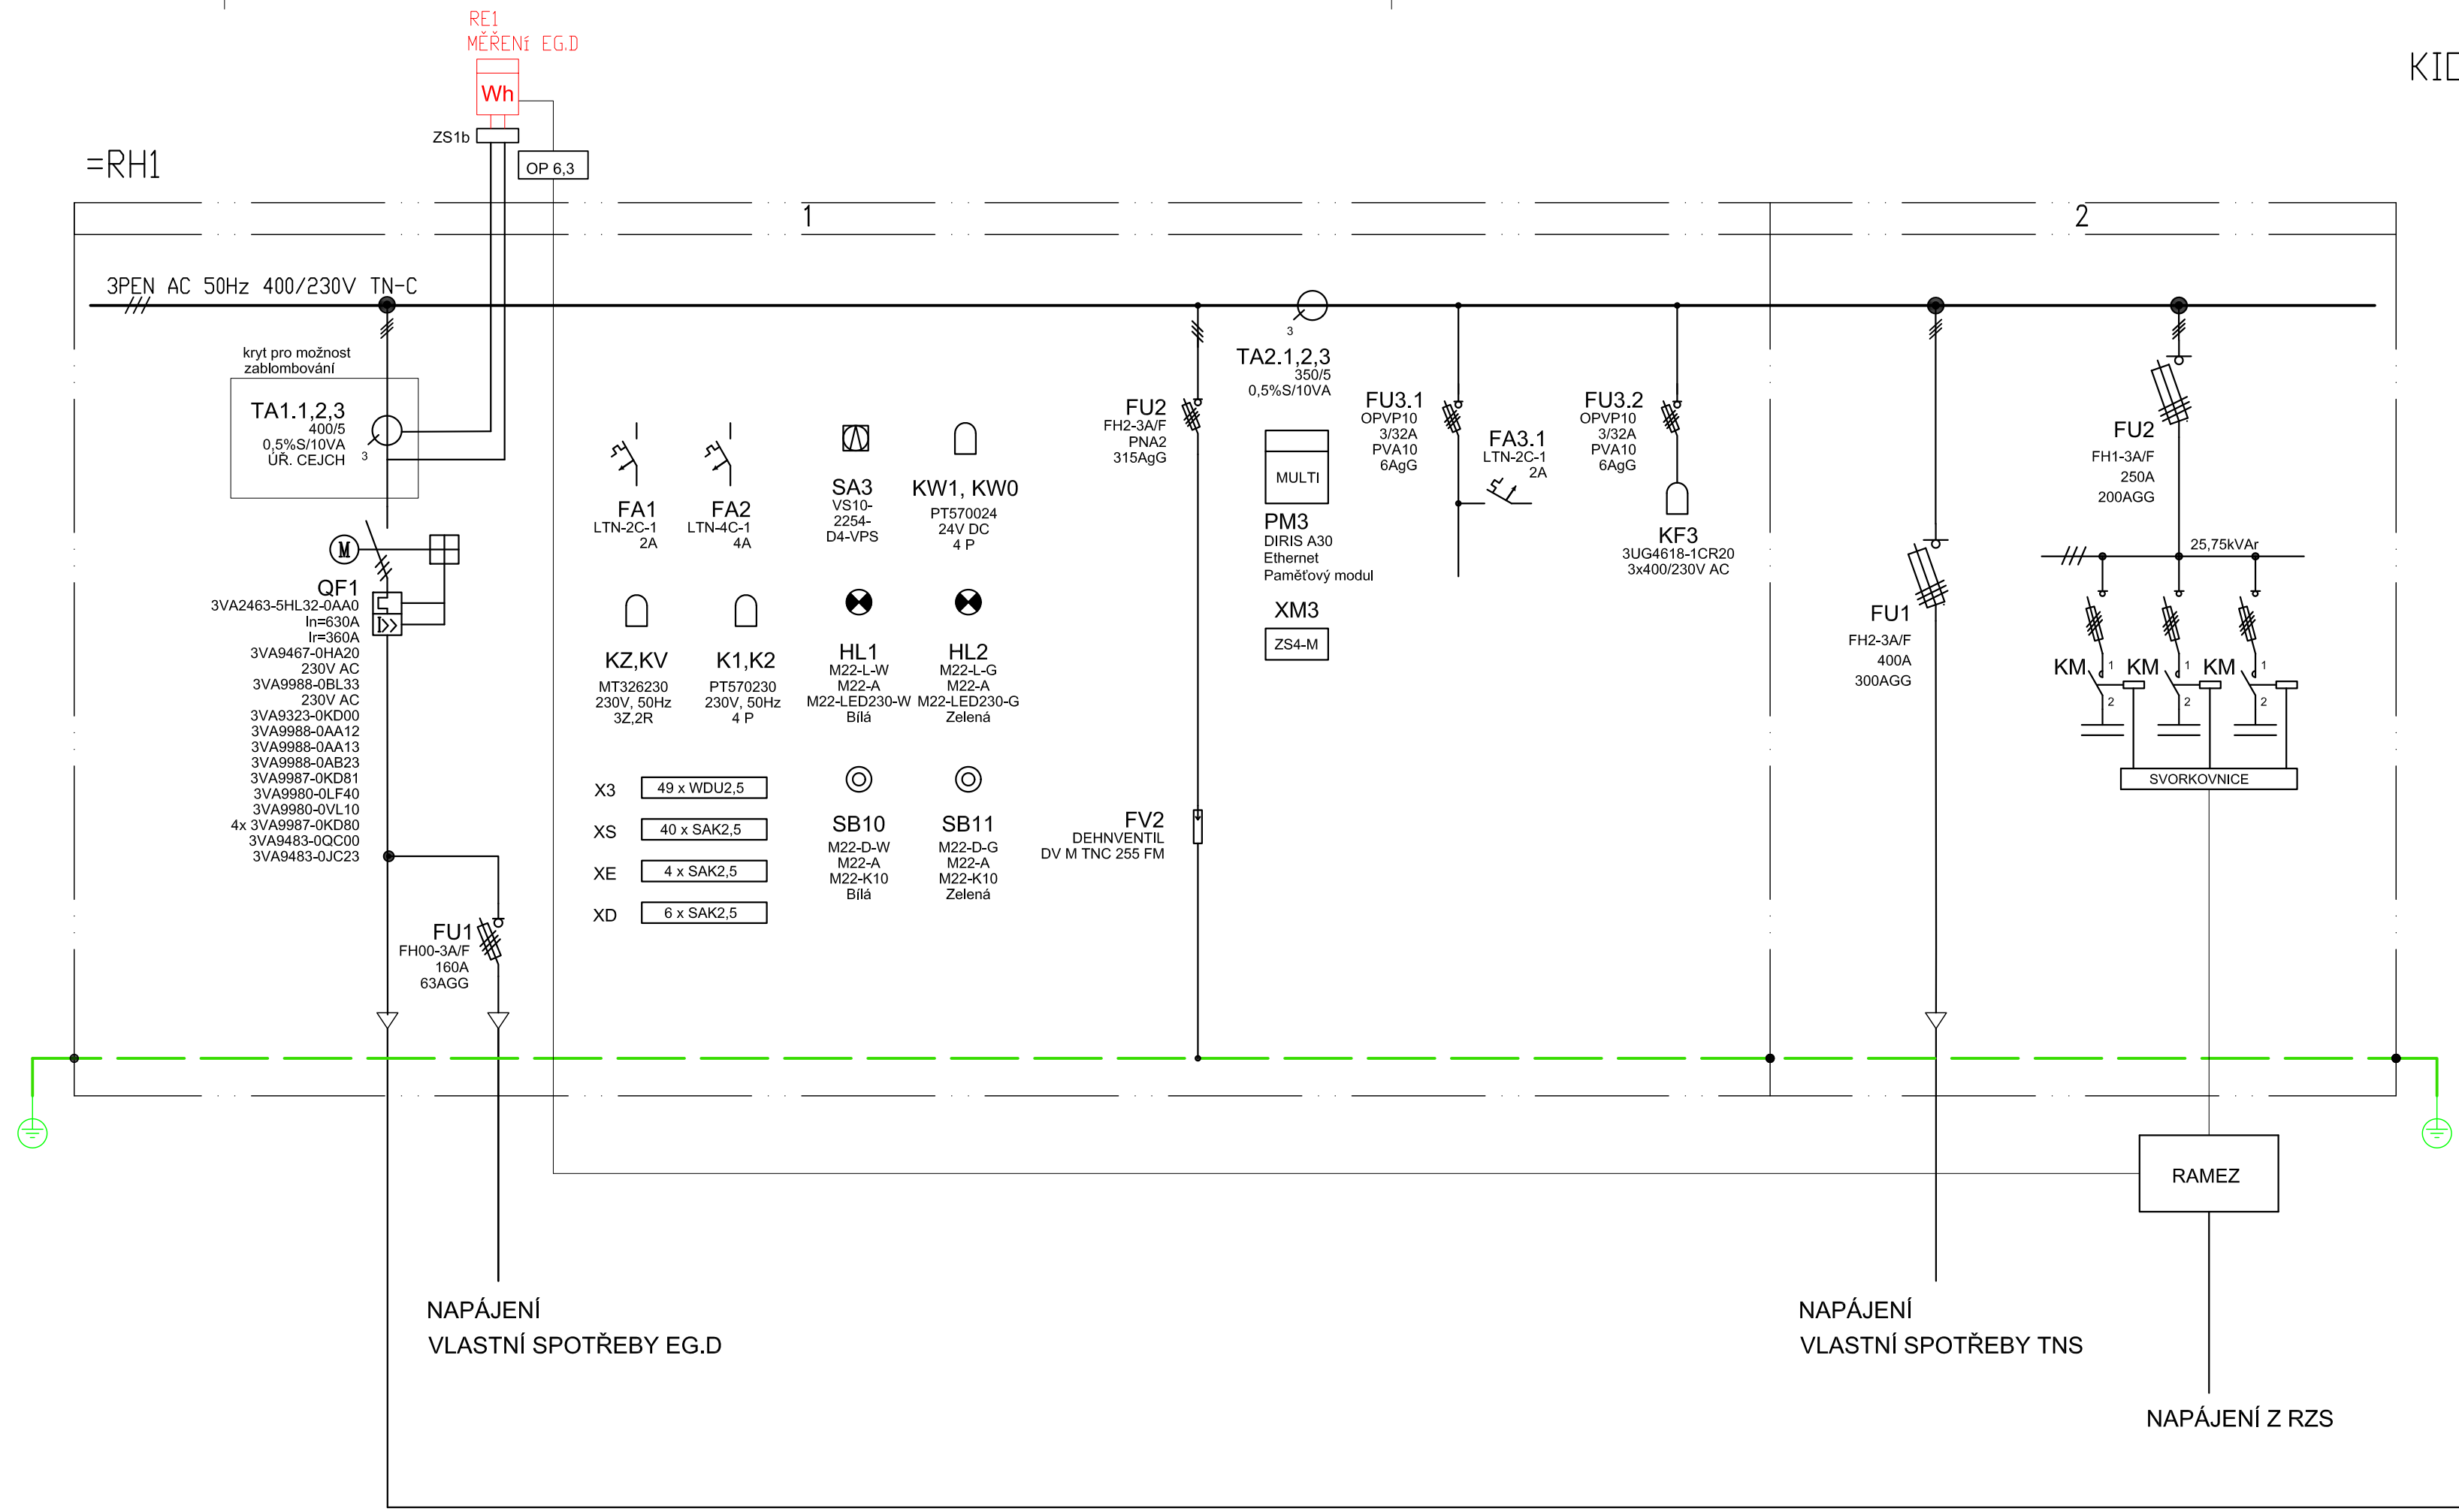 RE1
MĚŘENí EG.D
KID
Wh
ZS1b
OP 6,3
=RH1
1
2
3PEN AC 50Hz 400/230V TN-C
kryt pro možnost
zablombování
TA1.1,2,3
400/5
0,5%S/10VA
ÚŘ. CEJCH
3
M
QF1
3VA2463-5HL32-0AA0
In=630A
Ir=360A
3VA9467-0HA20
230V AC
3VA9988-0BL33
230V AC
3VA9323-0KD00
3VA9988-0AA12
3VA9988-0AA13
3VA9988-0AB23
3VA9987-0KD81
3VA9980-0LF40
3VA9980-0VL10
4x 3VA9987-0KD80
3VA9483-0QC00
3VA9483-0JC23
I>>
FU1
FH00-3A/F
160A
63AGG
FA1
LTN-2C-1
2A
FA2
LTN-4C-1
4A
SA3
VS10-
2254-
D4-VPS
KW1, KW0
PT570024
24V DC
4 P
KZ,KV
MT326230
230V, 50Hz
3Z,2R
K1,K2
PT570230
230V, 50Hz
4 P
HL1
M22-L-W
M22-A
M22-LED230-W
Bílá
HL2
M22-L-G
M22-A
M22-LED230-G
Zelená
X3
49 x WDU2,5
XS
40 x SAK2,5
XE
4 x SAK2,5
XD
6 x SAK2,5
SB10
M22-D-W
M22-A
M22-K10
Bílá
SB11
M22-D-G
M22-A
M22-K10
Zelená
FU2
FH2-3A/F
PNA2
315AgG
FV2
DEHNVENTIL
DV M TNC 255 FM
3
TA2.1,2,3
350/5
0,5%S/10VA
MULTI
PM3
DIRIS A30
Ethernet
Paměťový modul
XM3
ZS4-M
FU3.1
OPVP10
3/32A
PVA10
6AgG
FA3.1
LTN-2C-1
2A
FU3.2
OPVP10
3/32A
PVA10
6AgG
KF3
3UG4618-1CR20
3x400/230V AC
FU1
FH2-3A/F
400A
300AGG
FU2
FH1-3A/F
250A
200AGG
25,75kVAr
KM
1
2
KM
1
2
KM
1
2
SVORKOVNICE
RAMEZ
NAPÁJENÍ
VLASTNÍ SPOTŘEBY EG.D
NAPÁJENÍ
VLASTNÍ SPOTŘEBY TNS
NAPÁJENÍ Z RZS